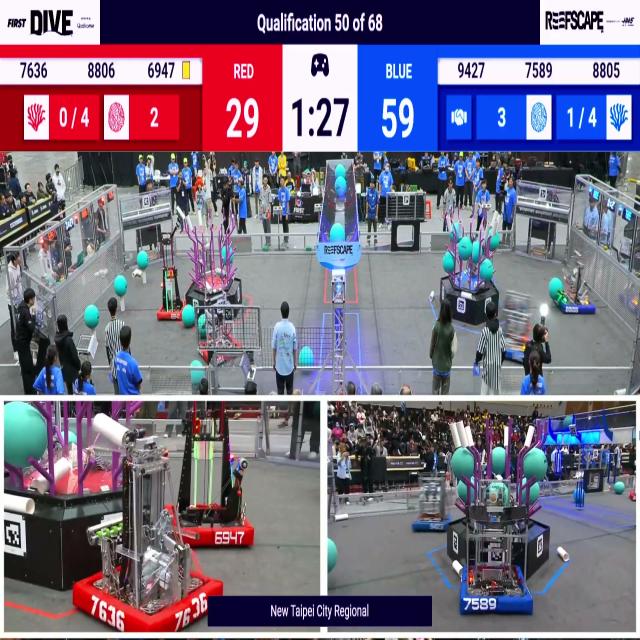 FIRST DIVE
Qualcomm
Qualification 50 of 68
REEFSCAPE
7636 8806 6947
RED
BLUE
9427 7589 8805
0 / 4
2
29
1:27
59
3
1 / 4
REEFSCAPE
6947
7636
7636
7589
New Taipei City Regional